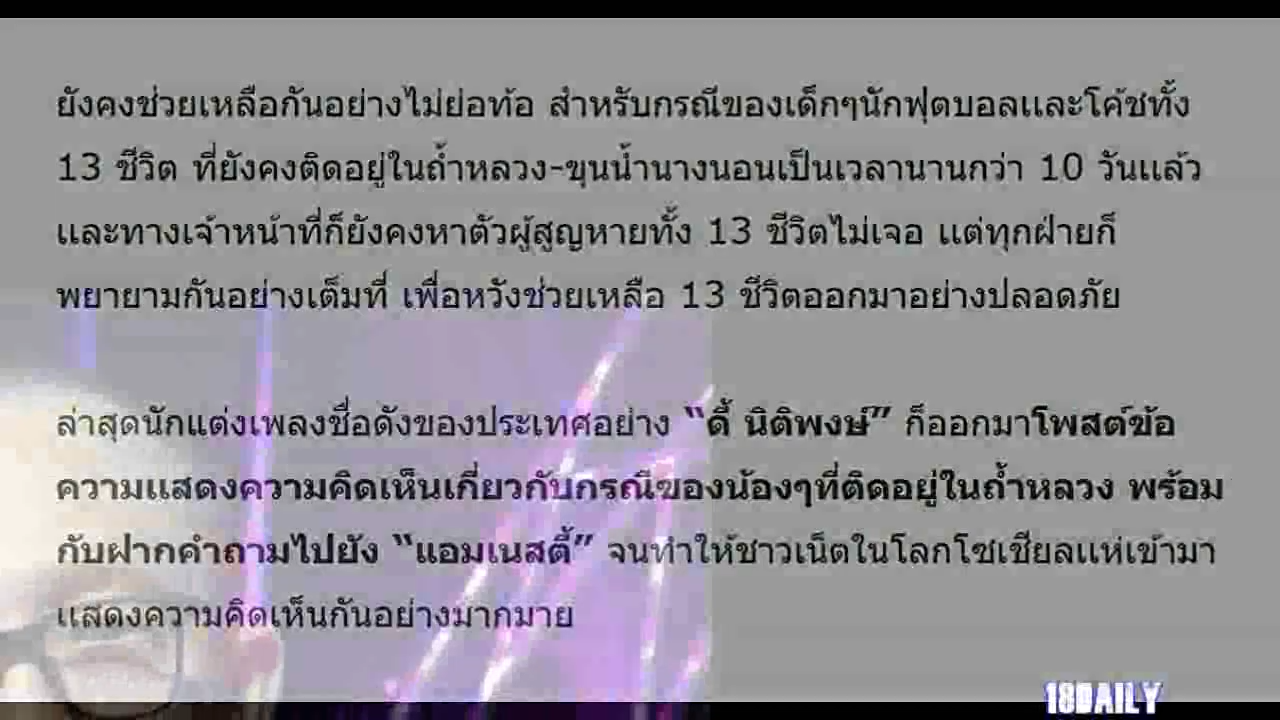 ยังคงช่วยเหลือกันอย่างไม่ย่อท้อ สำหรับกรณีของเด็กๆนักฟุตบอลและโค้ชทั้ง
13 ชีวิต ที่ยังคงติดอยู่ในถ้ำหลวง-ขุนน้ำนางนอนเป็นเวลานานกว่า 10 วันแล้ว
และทางเจ้าหน้าที่ก็ยังคงหาตัวผู้สูญหายทั้ง 13 ชีวิตไม่เจอ แต่ทุกฝ่ายก็
พยายามกันอย่างเต็มที่ เพื่อหวังช่วยเหลือ 13 ชีวิตออกมาอย่างปลอดภัย
ล่าสุดนักแต่งเพลงชื่อดังของประเทศอย่าง “ดี้ นิติพงษ์” ก็ออกมาโพสต์ข้อ
ความแสดงความคิดเห็นเกี่ยวกับกรณีของน้องๆที่ติดอยู่ในถ้ำหลวง พร้อม
กับฝากคำถามไปยัง “แอมเนสตี้” จนทำให้ชาวเน็ตในโลกโซเชียลแห่เข้ามา
แสดงความคิดเห็นกันอย่างมากมาย
18DAILY